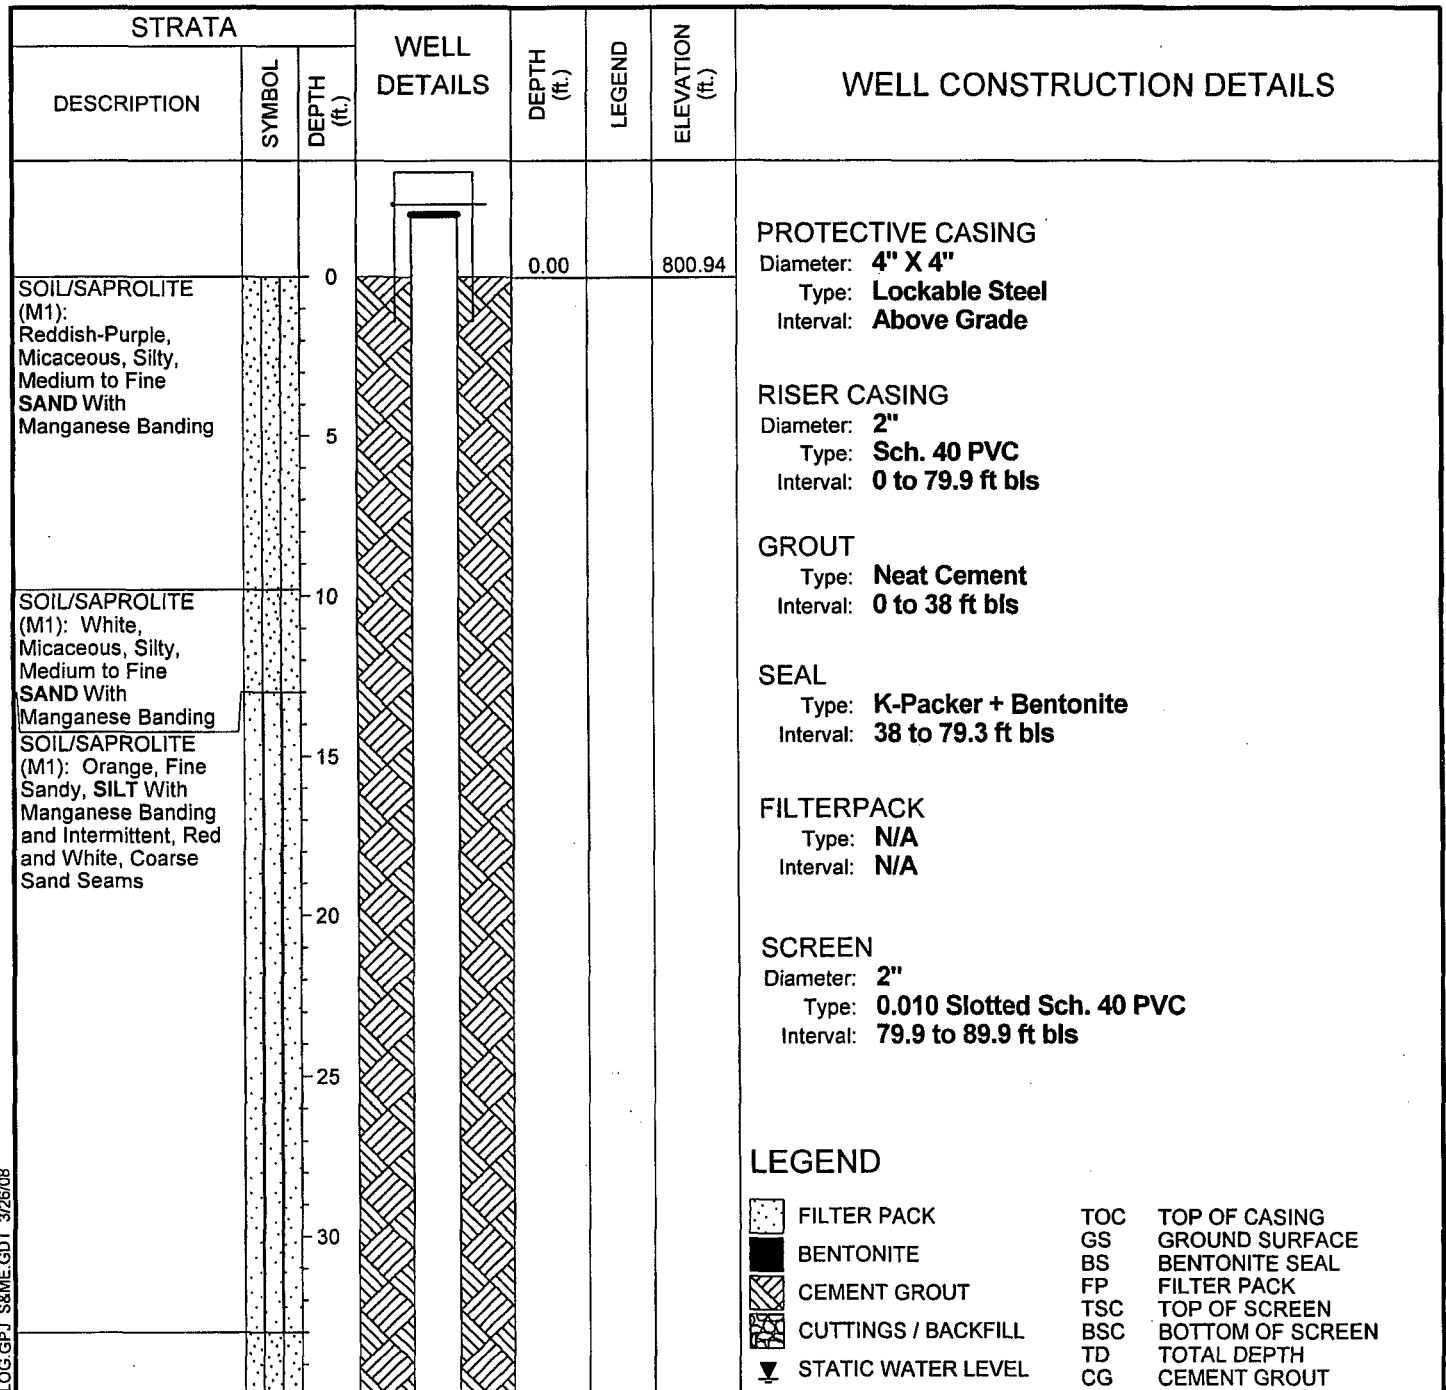 STRATA
DESCRIPTION
SYMBOL
DEPTH
(ft.)
WELL
DETAILS
DEPTH
(ft.)
LEGEND
ELEVATION
(ft.)
WELL CONSTRUCTION DETAILS
0.00
800.94
SOIL/SAPROLITE
(M1):
Reddish-Purple,
Micaceous, Silty,
Medium to Fine
SAND With
Manganese Banding
SOIL/SAPROLITE
(M1): White,
Micaceous, Silty,
Medium to Fine
SAND With
Manganese Banding
SOIL/SAPROLITE
(M1): Orange, Fine
Sandy, SILT With
Manganese Banding
and Intermittent, Red
and White, Coarse
Sand Seams
0
5
10
15
20
25
30
PROTECTIVE CASING
Diameter: 4" X 4"
Type: Lockable Steel
Interval: Above Grade
RISER CASING
Diameter: 2"
Type: Sch. 40 PVC
Interval: 0 to 79.9 ft bls
GROUT
Type: Neat Cement
Interval: 0 to 38 ft bls
SEAL
Type: K-Packer + Bentonite
Interval: 38 to 79.3 ft bls
FILTERPACK
Type: N/A
Interval: N/A
SCREEN
Diameter: 2"
Type: 0.010 Slotted Sch. 40 PVC
Interval: 79.9 to 89.9 ft bls
LEGEND
FILTER PACK
BENTONITE
CEMENT GROUT
CUTTINGS / BACKFILL
STATIC WATER LEVEL
TOC TOP OF CASING
GS GROUND SURFACE
BS BENTONITE SEAL
FP FILTER PACK
TSC TOP OF SCREEN
BSC BOTTOM OF SCREEN
TD TOTAL DEPTH
CG CEMENT GROUT
LOG.GPJ S&ME.GDT 3/26/08